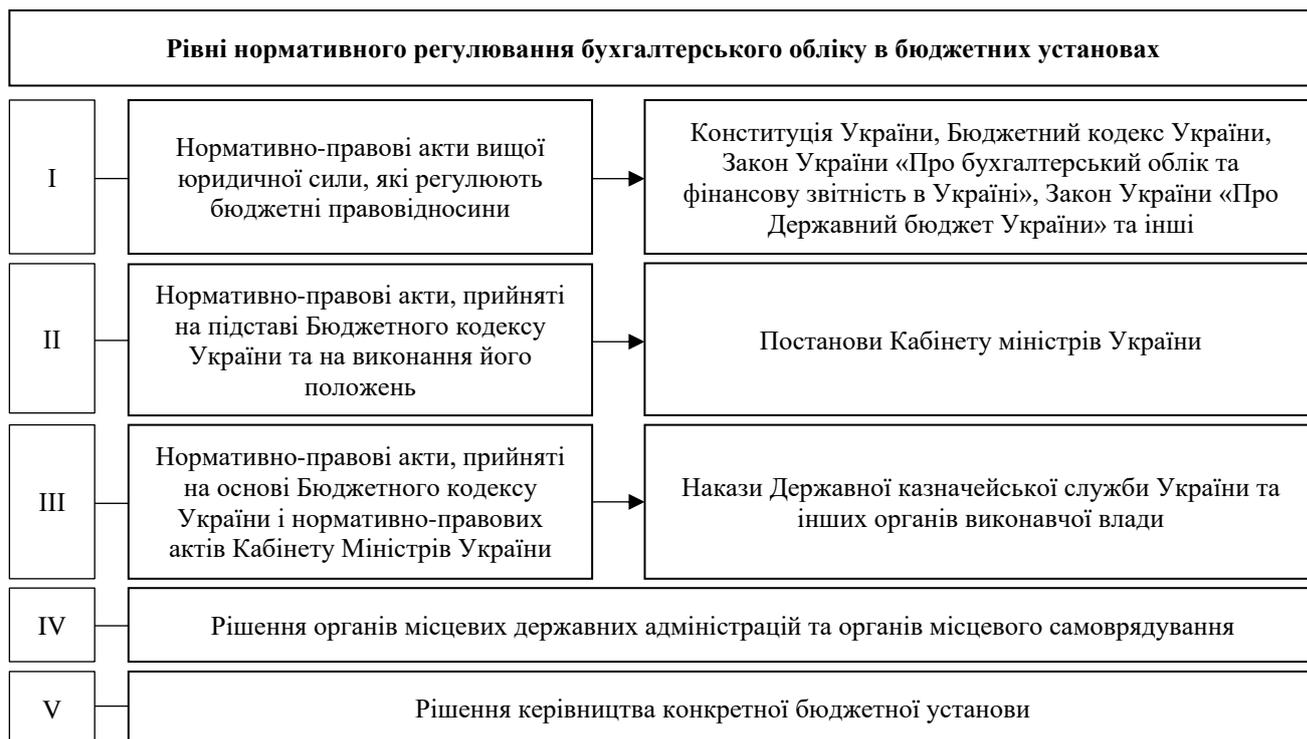 Рівні нормативного регулювання бухгалтерського обліку в бюджетних установах
I
Нормативно-правові акти вищої
юридичної сили, які регулюють
бюджетні правовідносини
Конституція України, Бюджетний кодекс України,
Закон України «Про бухгалтерський облік та
фінансову звітність в Україні», Закон України «Про
Державний бюджет України» та інші
II
Нормативно-правові акти, прийняті
на підставі Бюджетного кодексу
України та на виконання його
положень
Постанови Кабінету міністрів України
III
Нормативно-правові акти, прийняті
на основі Бюджетного кодексу
України і нормативно-правових
актів Кабінету Міністрів України
Накази Державної казначейської служби України та
інших органів виконавчої влади
IV
Рішення органів місцевих державних адміністрацій та органів місцевого самоврядування
V
Рішення керівництва конкретної бюджетної установи